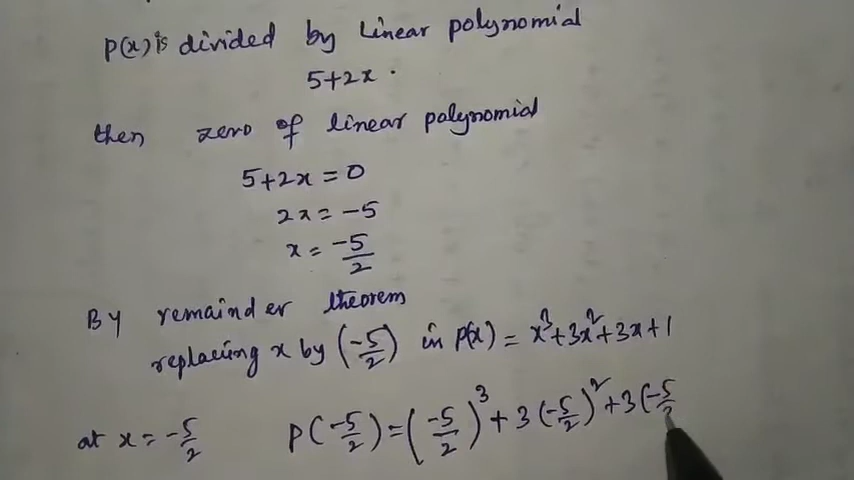 P(x) is divided by Linear polynomial
5+2x.
then zero of linear polynomial
5+2x=0
2x=-5
x=-5/2
By remainder theorem
replacing x by (-5/2) in P(x)=x³+3x²+3x+1
at x=-5/2 P(-5/2)=(-5/2)³+3(-5/2)²+3(-5/2